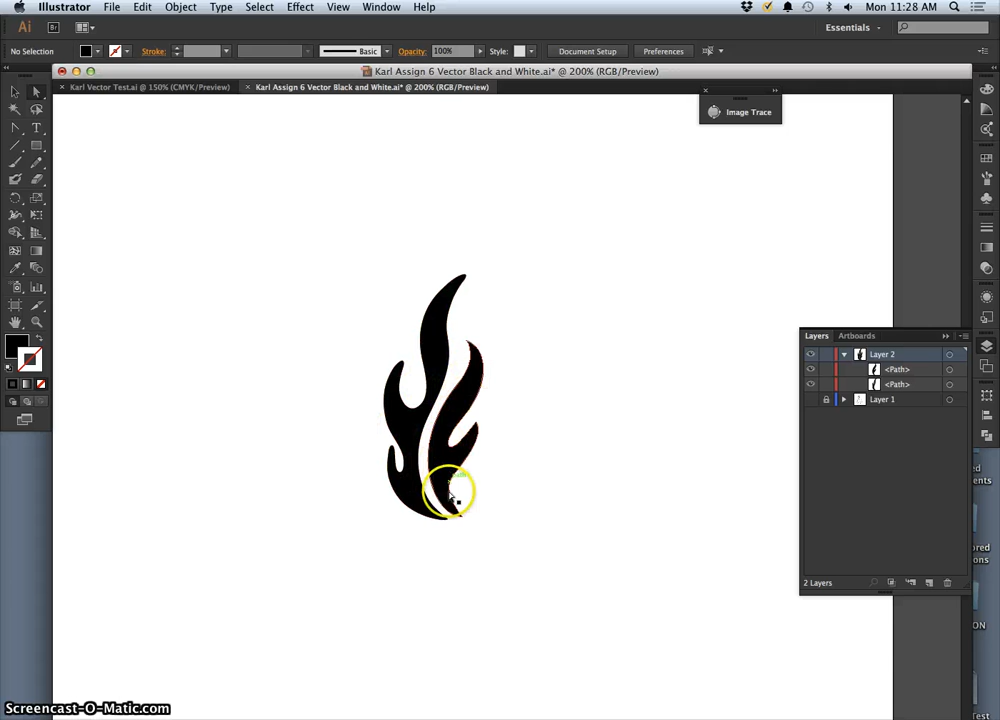 Illustrator File Edit Object Type Select Effect View Window Help Mon 11:28 AM
Ai Br Essentials
No Selection Stroke: Basic Opacity: 100% Style: Document Setup Preferences
Karl Assign 6 Vector Black and White.ai* @ 200% (RGB/Preview)
× Karl Vector Test.ai @ 150% (CMYK/Preview) × Karl Assign 6 Vector Black and White.ai* @ 200% (RGB/Preview)
Image Trace
Layers Artboards
Layer 2
<Path>
<Path>
Layer 1
2 Layers
ON
Screencast-O-Matic.com